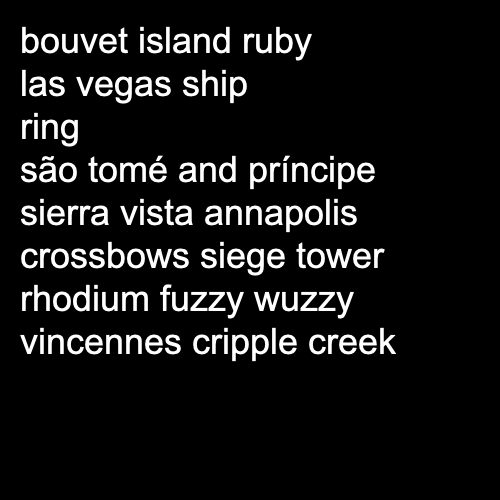 bouvet island ruby
las vegas ship
ring
são tomé and príncipe
sierra vista annapolis
crossbows siege tower
rhodium fuzzy wuzzy
vincennes cripple creek